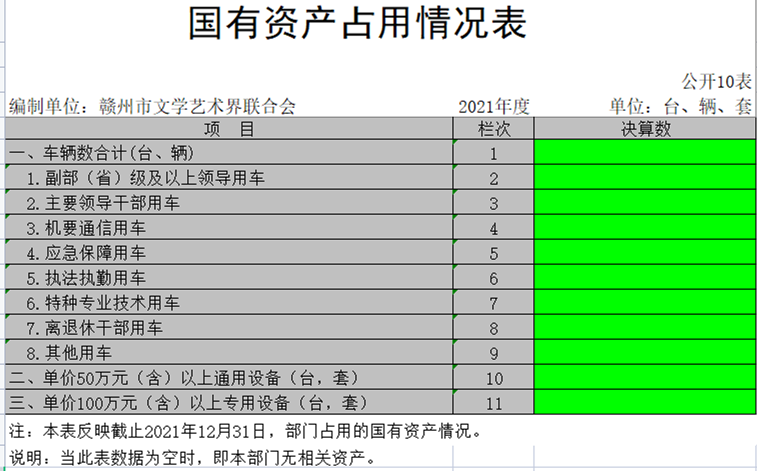 国有资产占用情况表
公开10表
编制单位：赣州市文学艺术界联合会 2021年度 单位：台、辆、套
项 目 栏次 决算数
一、车辆数合计(台、辆) 1
1.副部（省）级及以上领导用车 2
2.主要领导干部用车 3
3.机要通信用车 4
4.应急保障用车 5
5.执法执勤用车 6
6.特种专业技术用车 7
7.离退休干部用车 8
8.其他用车 9
二、单价50万元（含）以上通用设备（台，套） 10
三、单价100万元（含）以上专用设备（台，套） 11
注：本表反映截止2021年12月31日，部门占用的国有资产情况。
说明：当此表数据为空时，即本部门无相关资产。